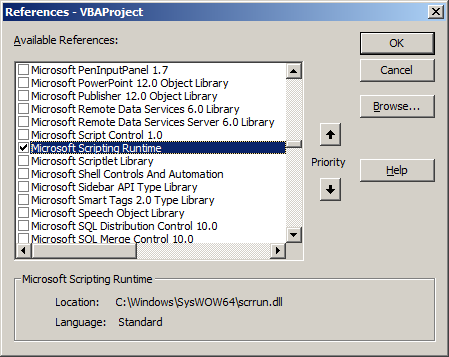 References - VBAProject
Available References:
Microsoft PenInputPanel 1.7
Microsoft PowerPoint 12.0 Object Library
Microsoft Publisher 12.0 Object Library
Microsoft Remote Data Services 6.0 Library
Microsoft Remote Data Services Server 6.0 Library
Microsoft Script Control 1.0
Microsoft Scripting Runtime
Microsoft Scriptlet Library
Microsoft Shell Controls And Automation
Microsoft Sidebar API Type Library
Microsoft Smart Tags 2.0 Type Library
Microsoft Speech Object Library
Microsoft SQL Distribution Control 10.0
Microsoft SQL Merge Control 10.0
Priority
OK
Cancel
Browse...
Help
Microsoft Scripting Runtime
Location: C:\Windows\SysWOW64\scrrun.dll
Language: Standard